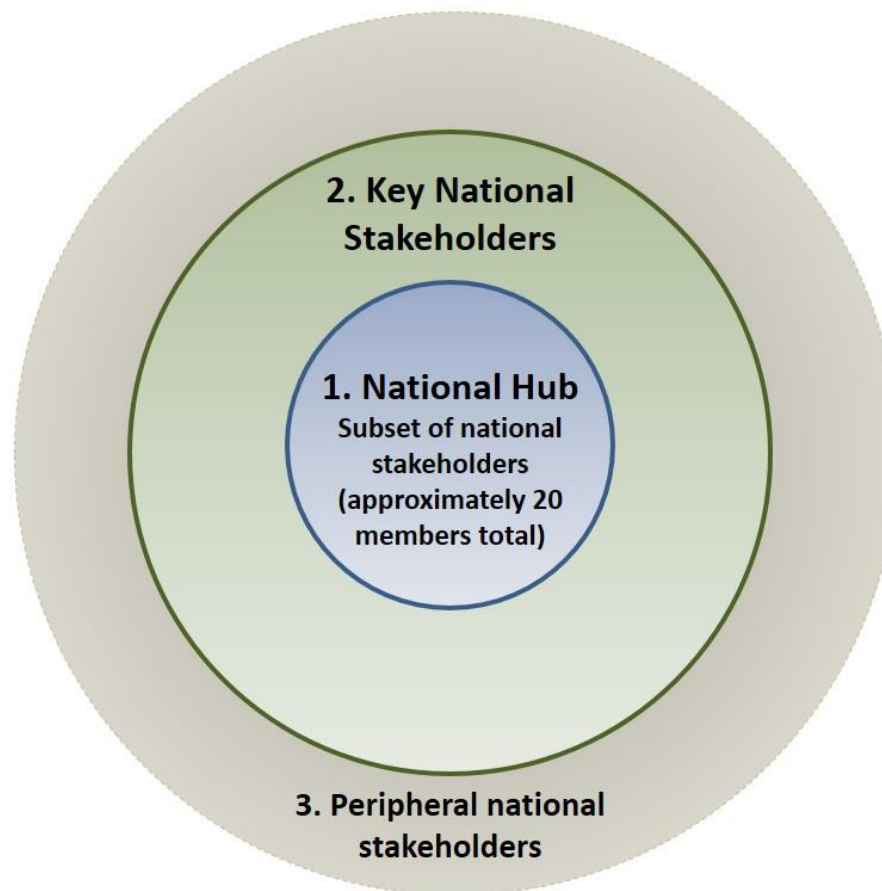 2. Key National
Stakeholders
1. National Hub
Subset of national
stakeholders
(approximately 20
members total)
3. Peripheral national
stakeholders